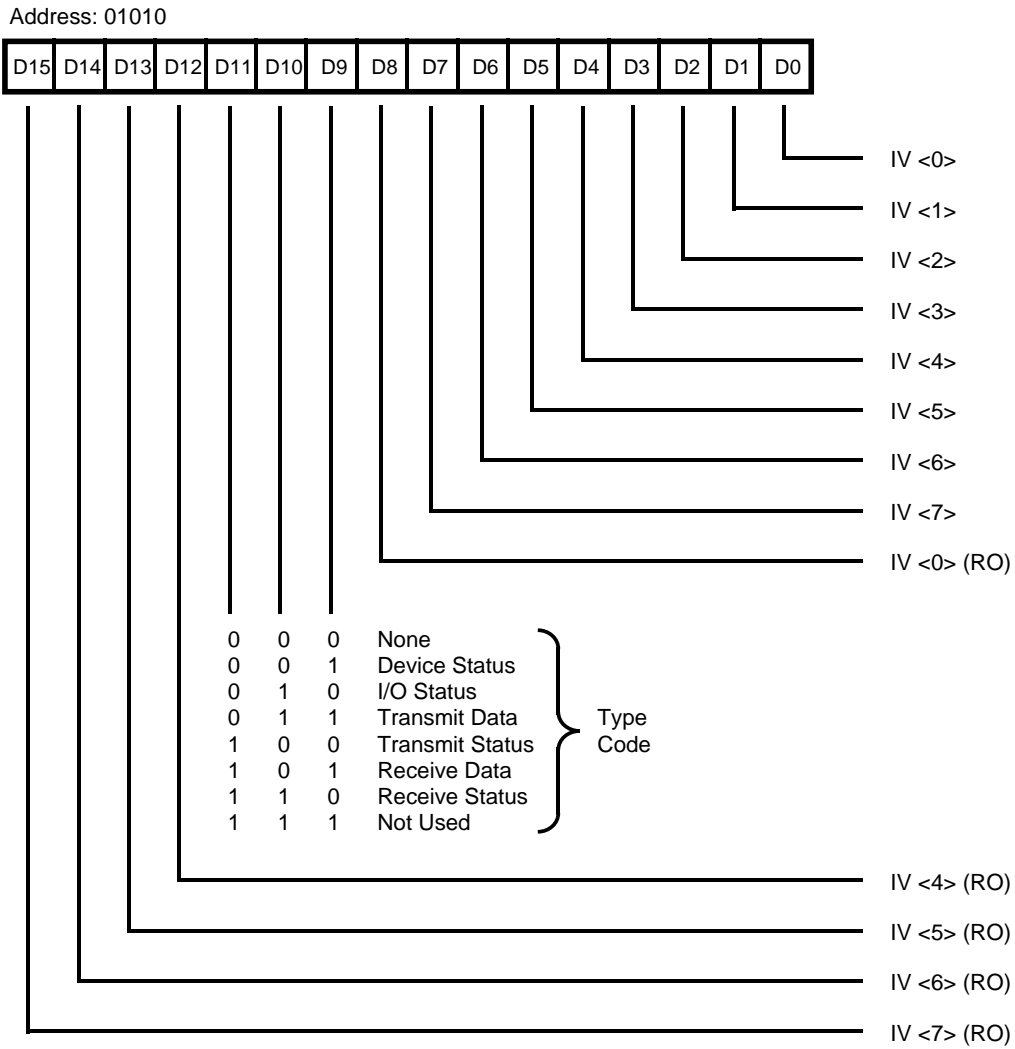 Address: 01010
D15 D14 D13 D12 D11 D10 D9 D8 D7 D6 D5 D4 D3 D2 D1 D0
IV <0>
IV <1>
IV <2>
IV <3>
IV <4>
IV <5>
IV <6>
IV <7>
IV <0> (RO)
0 0 0 None
0 0 1 Device Status
0 1 0 I/O Status
0 1 1 Transmit Data
1 0 0 Transmit Status
1 0 1 Receive Data
1 1 0 Receive Status
1 1 1 Not Used
Type
Code
IV <4> (RO)
IV <5> (RO)
IV <6> (RO)
IV <7> (RO)